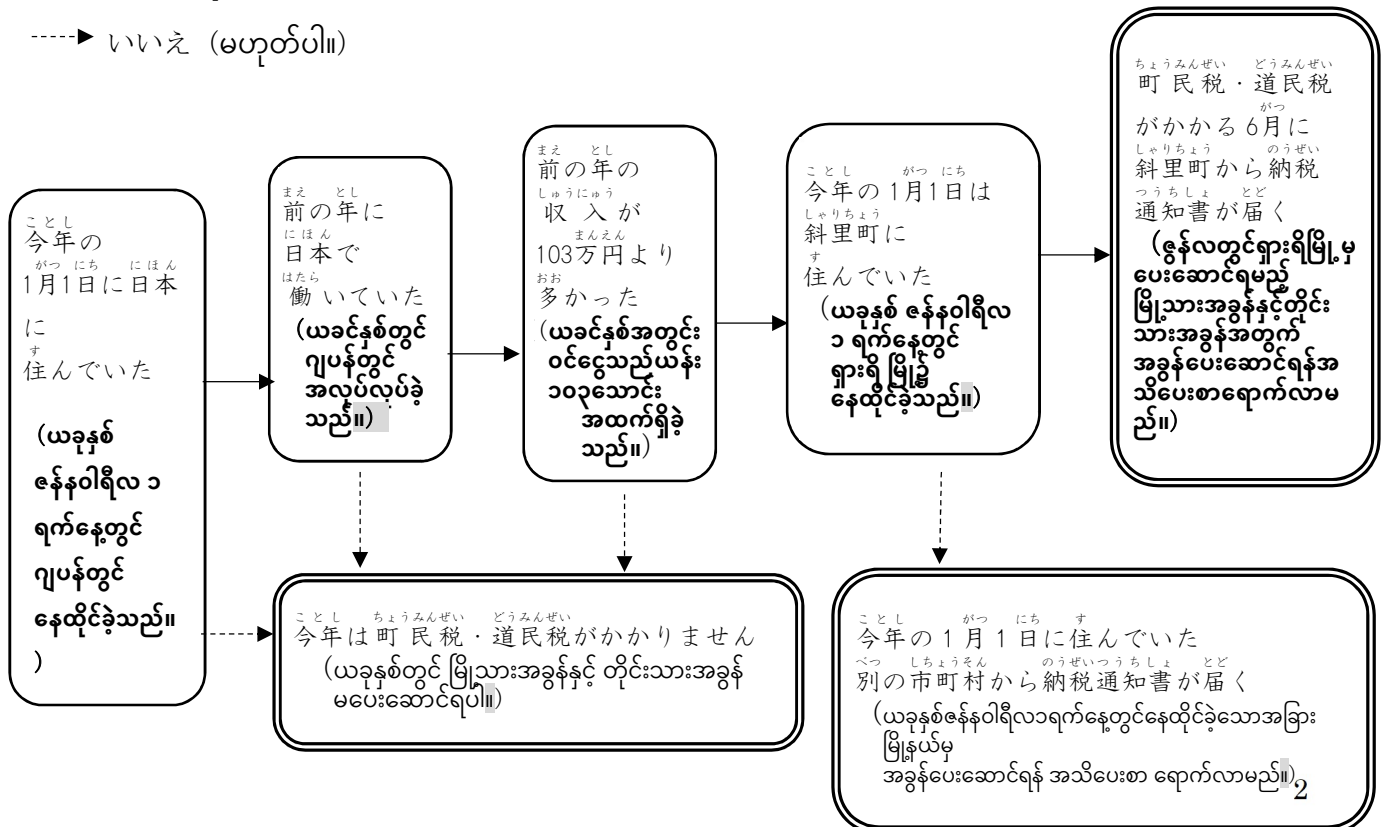 いいえ (မဟုတ်ပါ။)
ことし
今年の
がつ にち にほん
1月1日に日本
に
す
住んでいた
(ယခုနှစ်
ဇန်နဝါရီလ ၁
ရက်နေ့တွင်
ဂျပန်တွင်
နေထိုင်ခဲ့သည်။
)
まえ とし
前の年に
にほん
日本で
はたら
働いていた
(ယခင်နှစ်တွင်
ဂျပန်တွင်
အလုပ်လုပ်ခဲ့
သည်။)
まえ とし
前の年の
しゅうにゅう
収入が
まんえん
103万円より
おお
多かった
(ယခင်နှစ်အတွင်း
ဝင်ငွေသည်ယန်း
၁၀၃သောင်း
အထက်ရှိခဲ့
သည်။)
ことし がつ にち
今年の1月1日は
しゃりちょう
斜里町に
す
住んでいた
(ယခုနှစ် ဇန်နဝါရီလ
၁ ရက်နေ့တွင်
ရှားရိ မြို့၌
နေထိုင်ခဲ့သည်။)
ちょうみんぜい どうみんぜい
町民税・道民税
がつ
がかかる6月に
しゃりちょう のうぜい
斜里町から納税
つうちしょ とど
通知書が届く
(ဇွန်လတွင်ရှားရိမြို့မှ
ပေးဆောင်ရမည့်
မြို့သားအခွန်နှင့်တိုင်း
သားအခွန်အတွက်
အခွန်ပေးဆောင်ရန်အ
သိပေးစာရောက်လာမ
ည်။)
ことし ちょうみんぜい どうみんぜい
今年は町民税・道民税がかかりません
(ယခုနှစ်တွင် မြို့သားအခွန်နှင့် တိုင်းသားအခွန်
မပေးဆောင်ရပါ။)
ことし がつ にち す
今年の1月1日に住んでいた
べつ しちょうそん のうぜいつうちしょ とど
別の市町村から納税通知書が届く
(ယခုနှစ်ဇန်နဝါရီလ၁ရက်နေ့တွင်နေထိုင်ခဲ့သောအခြား
မြို့နယ်မှ
အခွန်ပေးဆောင်ရန် အသိပေးစာ ရောက်လာမည်။)
2